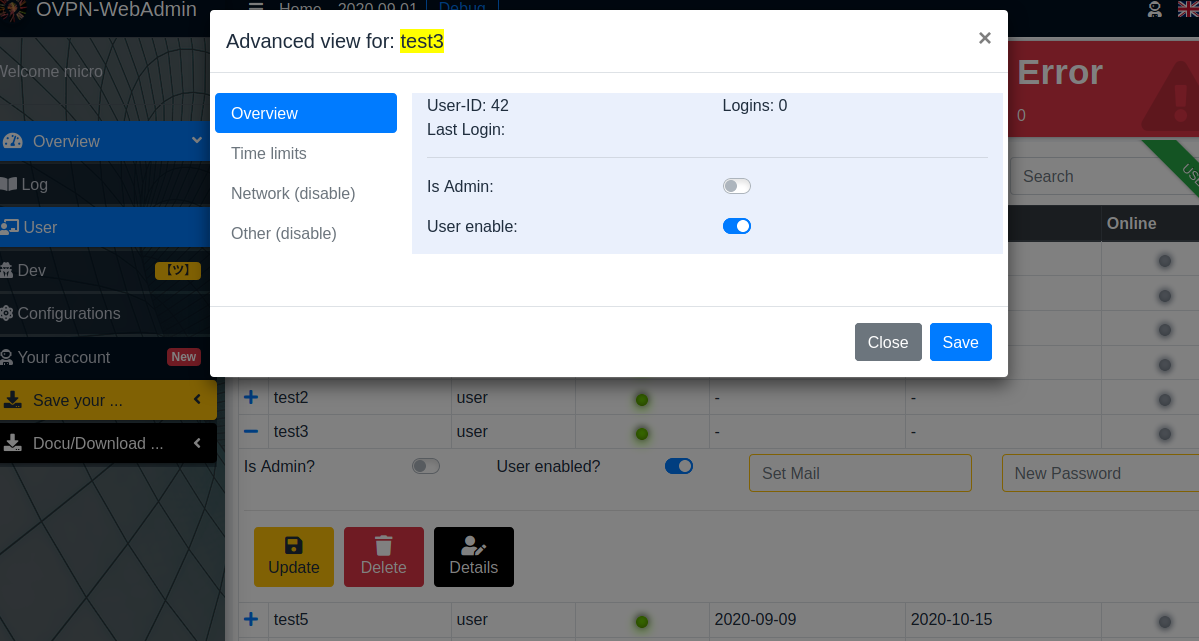 OVPN-WebAdmin
Home 2020.09.01 Debug
Advanced view for: test3 ×
Welcome micro
Error
0
Overview
User-ID: 42 Logins: 0
Last Login:
Overview
Time limits
Log
Network (disable)
Is Admin:
Search
User
Other (disable)
User enable:
Online
Dev 【ツ】
Configurations
Your account New
Close Save
Save your ...
test2 user - -
Docu/Download ...
test3 user - -
Is Admin? User enabled? Set Mail New Password
Update Delete Details
test5 user 2020-09-09 2020-10-15